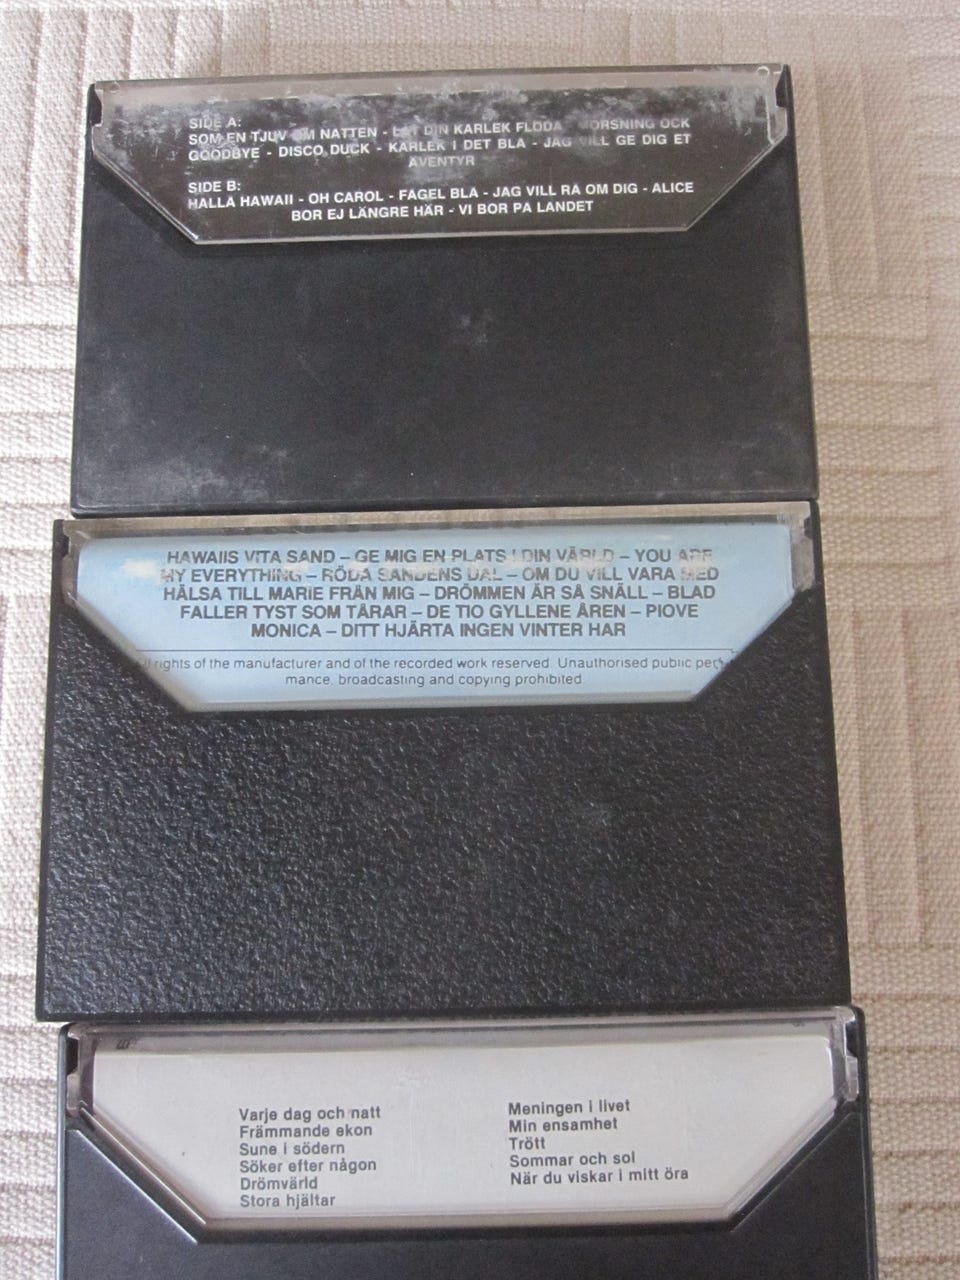 SIDE A:
SOM EN TJUV OM NATTEN - LAT DIN KARLEK FLODA - MORSNING OCK
GOODBYE - DISCO DUCK - KARLEK I DET BLA - JAG VILL GE DIG ET
AVENTYR
SIDE B:
HALLA HAWAII - OH CAROL - FAGEL BLA - JAG VILL RA OM DIG - ALICE
BOR EJ LÄNGRE HÄR - VI BOR PA LANDET
HAWAIIS VITA SAND – GE MIG EN PLATS I DIN VÄRLD – YOU ARE
MY EVERYTHING – RÖDA SANDENS DAL – OM DU VILL VARA MED
HÄLSA TILL MARIE FRÅN MIG – DRÖMMEN ÄR SÅ SNÄLL – BLAD
FALLER TYST SOM TÅRAR – DE TIO GYLLENE ÅREN – PIOVE
MONICA – DITT HJÄRTA INGEN VINTER HAR
All rights of the manufacturer and of the recorded work reserved. Unauthorised public per
mance, broadcasting and copying prohibited
Varje dag och natt
Främmande ekon
Sune i södern
Söker efter någon
Drömvärld
Stora hjältar
Meningen i livet
Min ensamhet
Trött
Sommar och sol
När du viskar i mitt öra